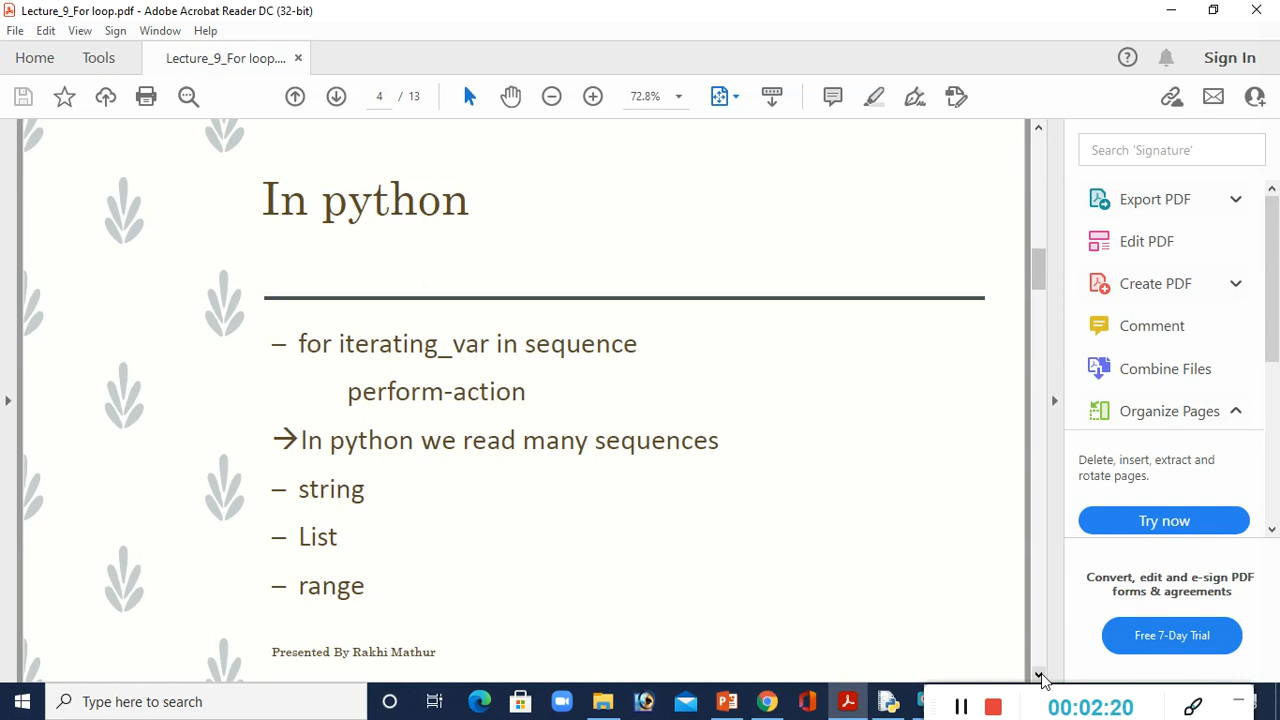 Lecture_9_For loop.pdf - Adobe Acrobat Reader DC (32-bit)
File Edit View Sign Window Help
Home Tools Lecture_9_For loop.... × Sign In
4 / 13 72.8%
Search 'Signature'
In python
– for iterating_var in sequence
perform-action
→In python we read many sequences
– string
– List
– range
Presented By Rakhi Mathur
Export PDF
Edit PDF
Create PDF
Comment
Combine Files
Organize Pages
Delete, insert, extract and
rotate pages.
Try now
Convert, edit and e-sign PDF
forms & agreements
Free 7-Day Trial
Type here to search
00:02:20